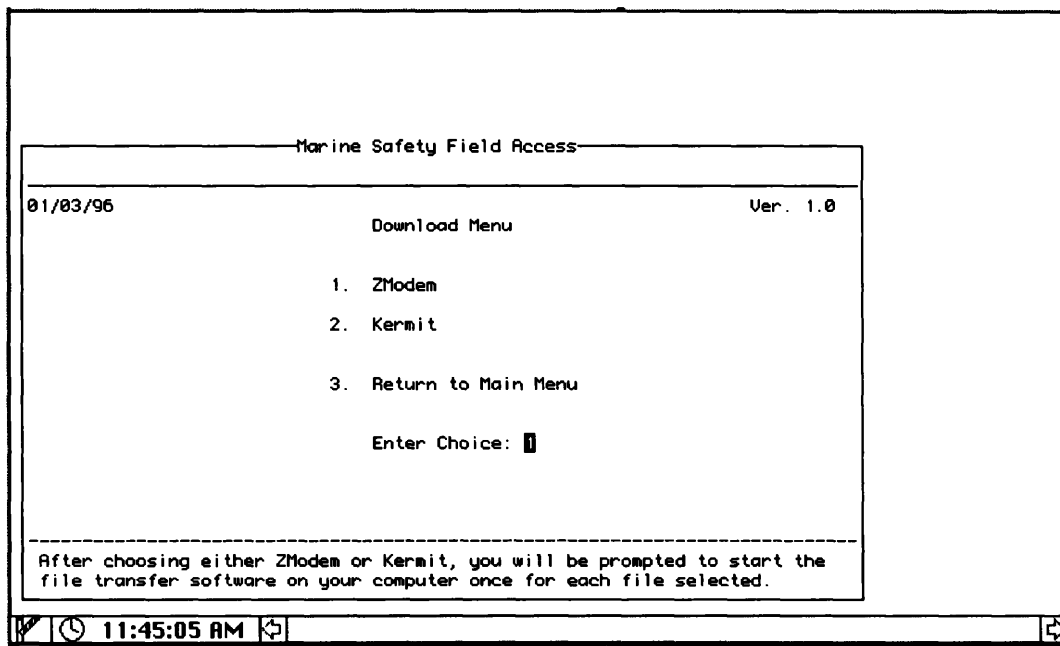 Marine Safety Field Access
01/03/96 Ver. 1.0
Download Menu
1. ZModem
2. Kermit
3. Return to Main Menu
Enter Choice: 1
After choosing either ZModem or Kermit, you will be prompted to start the
file transfer software on your computer once for each file selected.
11:45:05 AM